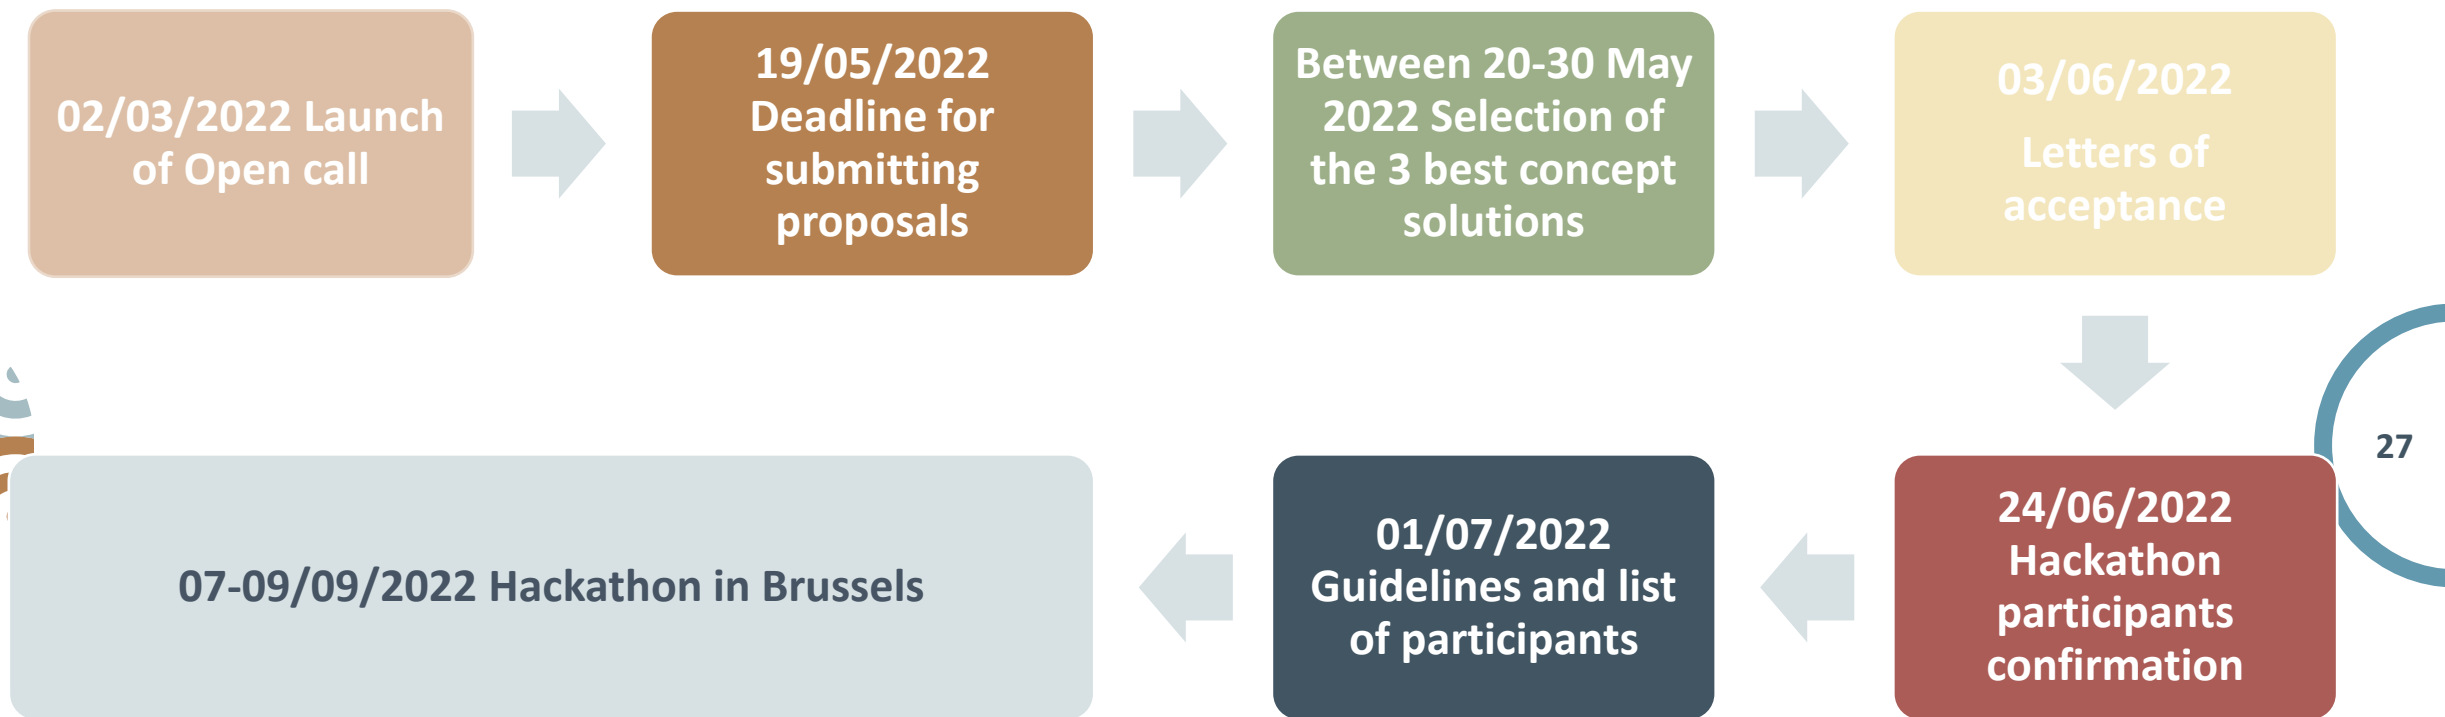 02/03/2022 Launch
of Open call
19/05/2022
Deadline for
submitting
proposals
Between 20-30 May
2022 Selection of
the 3 best concept
solutions
03/06/2022
Letters of
acceptance
24/06/2022
Hackathon
participants
confirmation
01/07/2022
Guidelines and list
of participants
07-09/09/2022 Hackathon in Brussels
27